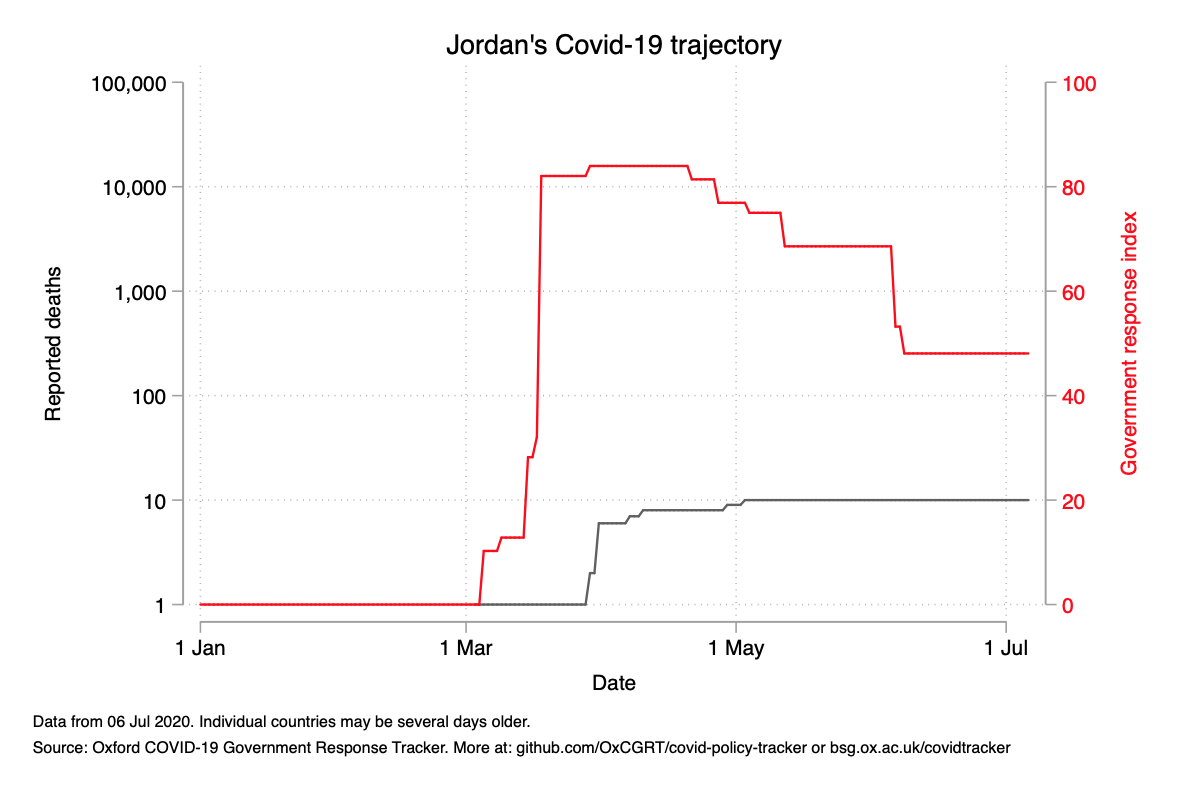 Jordan's Covid-19 trajectory
100,000
10,000
1,000
100
10
1
Reported deaths
100
80
60
40
20
0
Government response index
1 Jan
1 Mar
1 May
1 Jul
Date
Data from 06 Jul 2020. Individual countries may be several days older.
Source: Oxford COVID-19 Government Response Tracker. More at: github.com/OxCGRT/covid-policy-tracker or bsg.ox.ac.uk/covidtracker